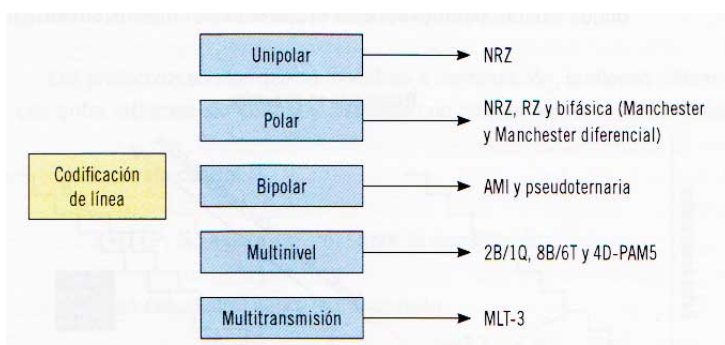 Unipolar
NRZ
Polar
NRZ, RZ y bifásica (Manchester
y Manchester diferencial)
Codificación
de línea
Bipolar
AMI y pseudoternaria
Multinivel
2B/1Q, 8B/6T y 4D-PAM5
Multitransmisión
MLT-3